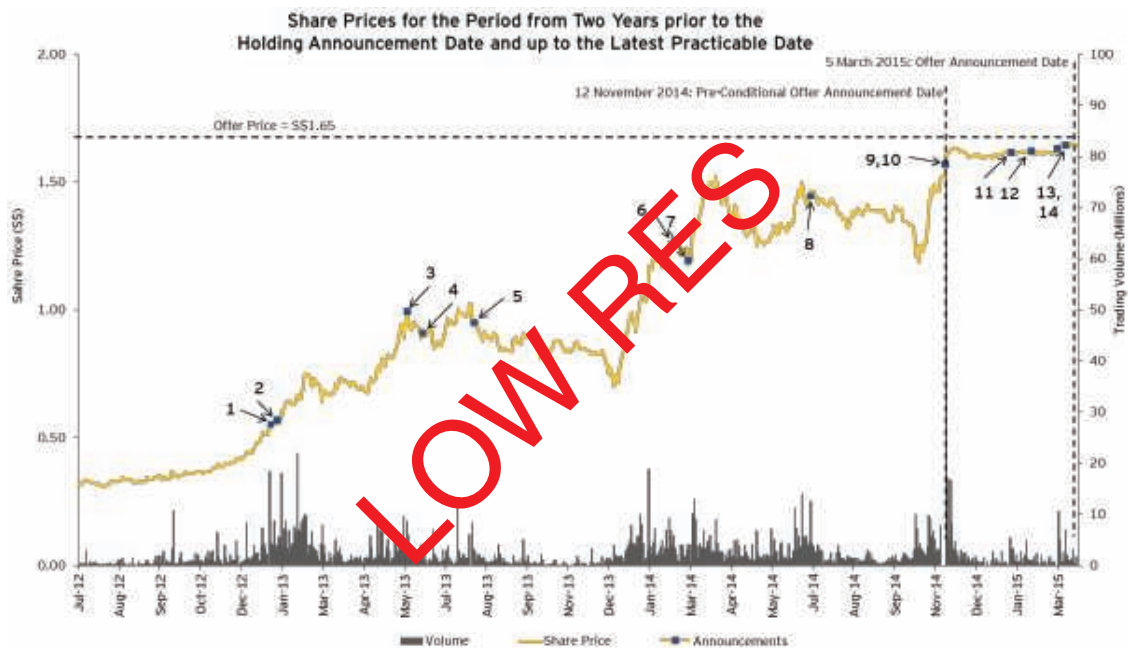 Share Prices for the Period from Two Years prior to the
Holding Announcement Date and up to the Latest Practicable Date
2.00
100
5 March 2015: Offer Announcement Date
12 November 2014: Pre-Conditional Offer Announcement Date
90
Offer Price = S$1.65
80
9,10
11 12 13,
14
1.50
70
6
7
8
60
Sahre Price (S$)
Trading Volume (Millions)
3
4
5
1.00
50
40
2
1
30
0.50
20
10
0.00
0
LOW RES
Jul-12 Aug-12 Sep-12 Oct-12 Dec-12 Jan-13 Mar-13 Apr-13 May-13 Jul-13 Aug-13 Sep-13 Nov-13 Dec-13 Jan-14 Mar-14 Apr-14 Jun-14 Jul-14 Aug-14 Sep-14 Nov-14 Dec-14 Jan-15 Mar-15
Volume Share Price Announcements